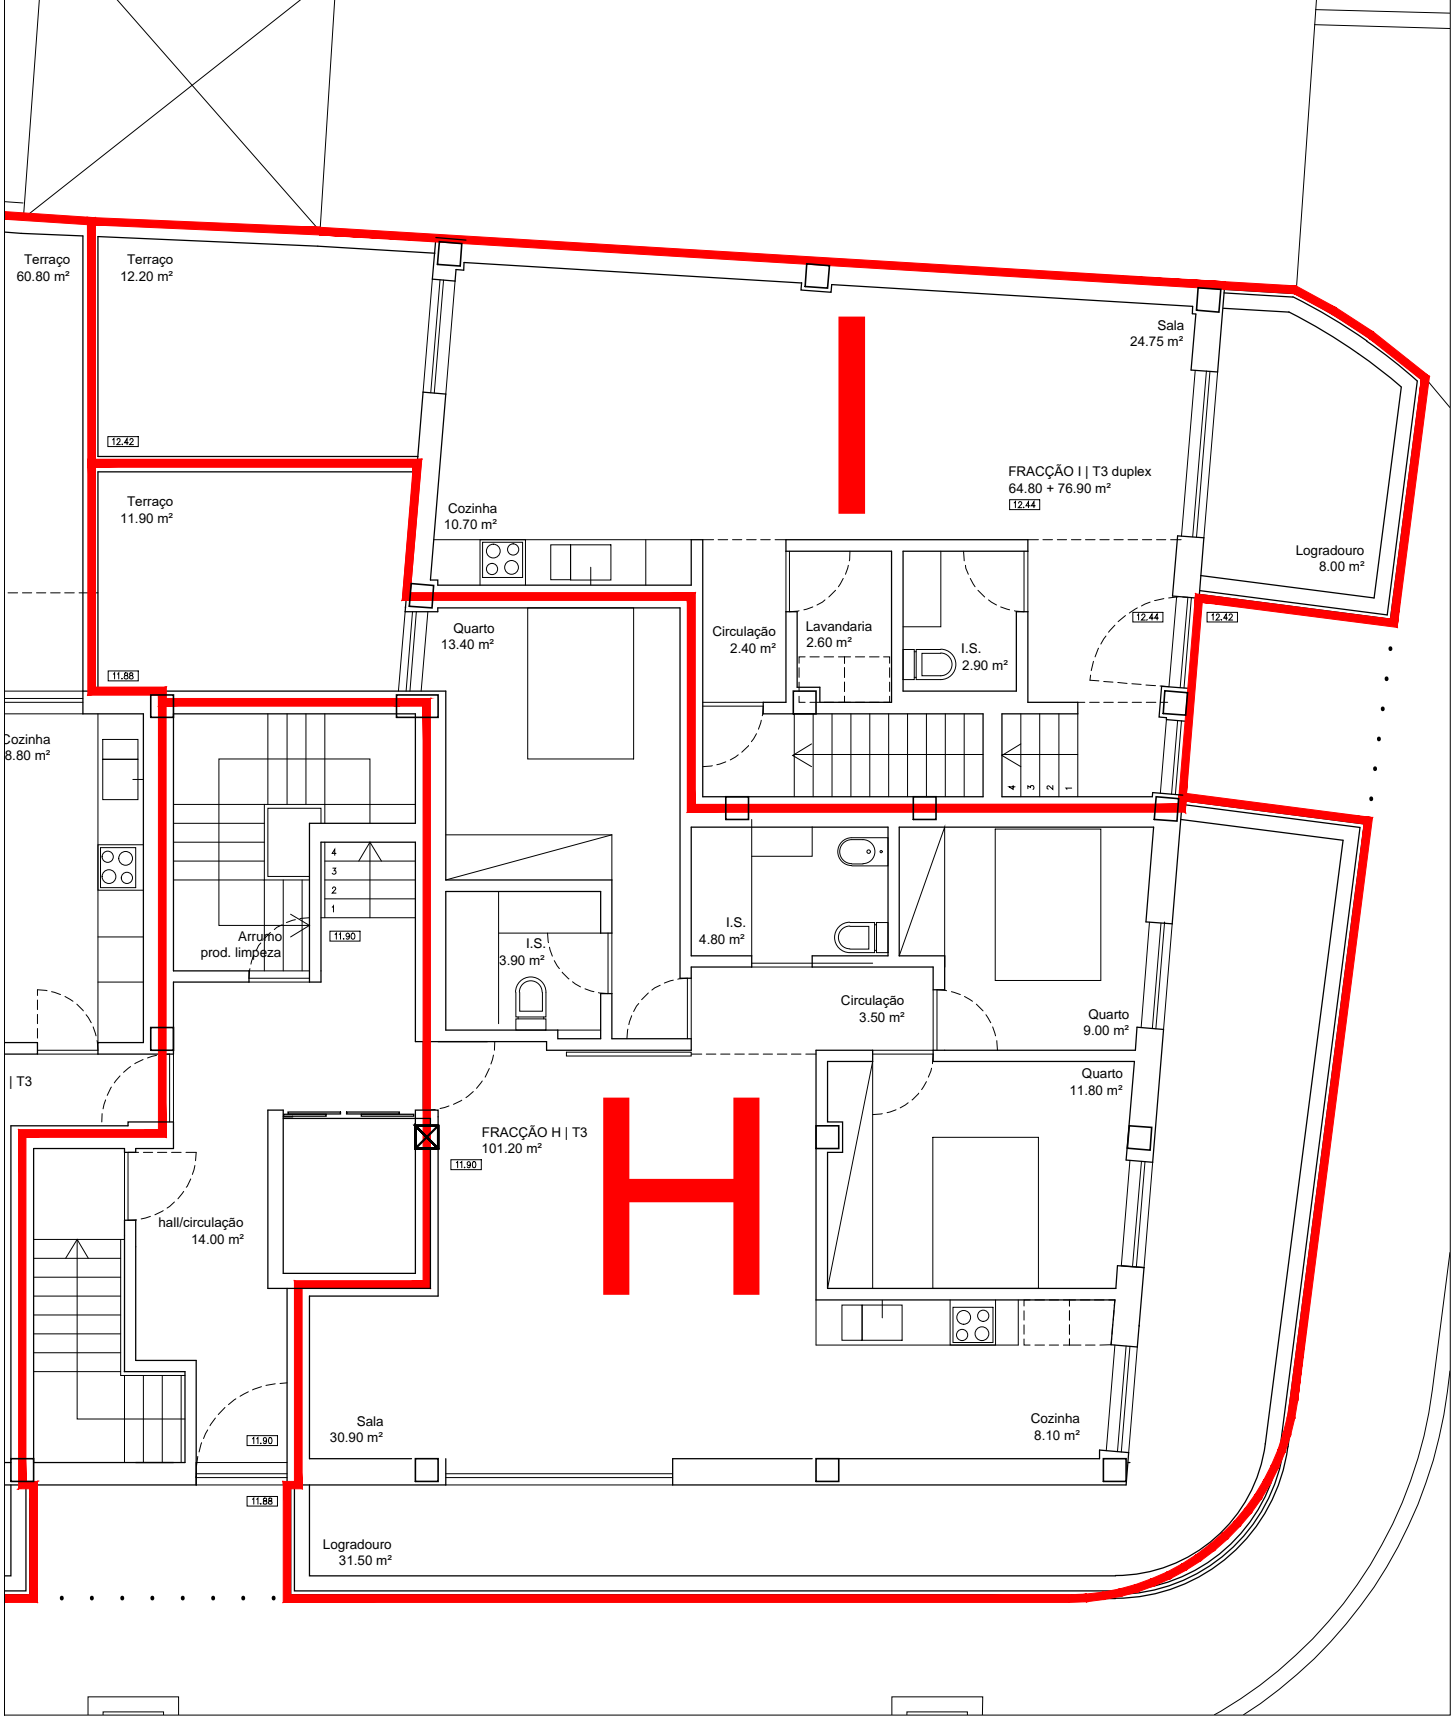 Terraço
60.80 m²
Terraço
12.20 m²
12.42
Sala
24.75 m²
I
FRACÇÃO I | T3 duplex
64.80 + 76.90 m²
12.44
Cozinha
10.70 m²
Terraço
11.90 m²
11.88
Logradouro
8.00 m²
Quarto
13.40 m²
Circulação
2.40 m²
Lavandaria
2.60 m²
I.S.
2.90 m²
12.44
12.42
4
3
2
1
Cozinha
8.80 m²
4
3
2
1
11.90
Arrumo
prod. limpeza
I.S.
3.90 m²
I.S.
4.80 m²
Circulação
3.50 m²
Quarto
9.00 m²
Quarto
11.80 m²
| T3
FRACÇÃO H | T3
101.20 m²
11.90
H
hall/circulação
14.00 m²
Sala
30.90 m²
Cozinha
8.10 m²
11.90
11.88
Logradouro
31.50 m²